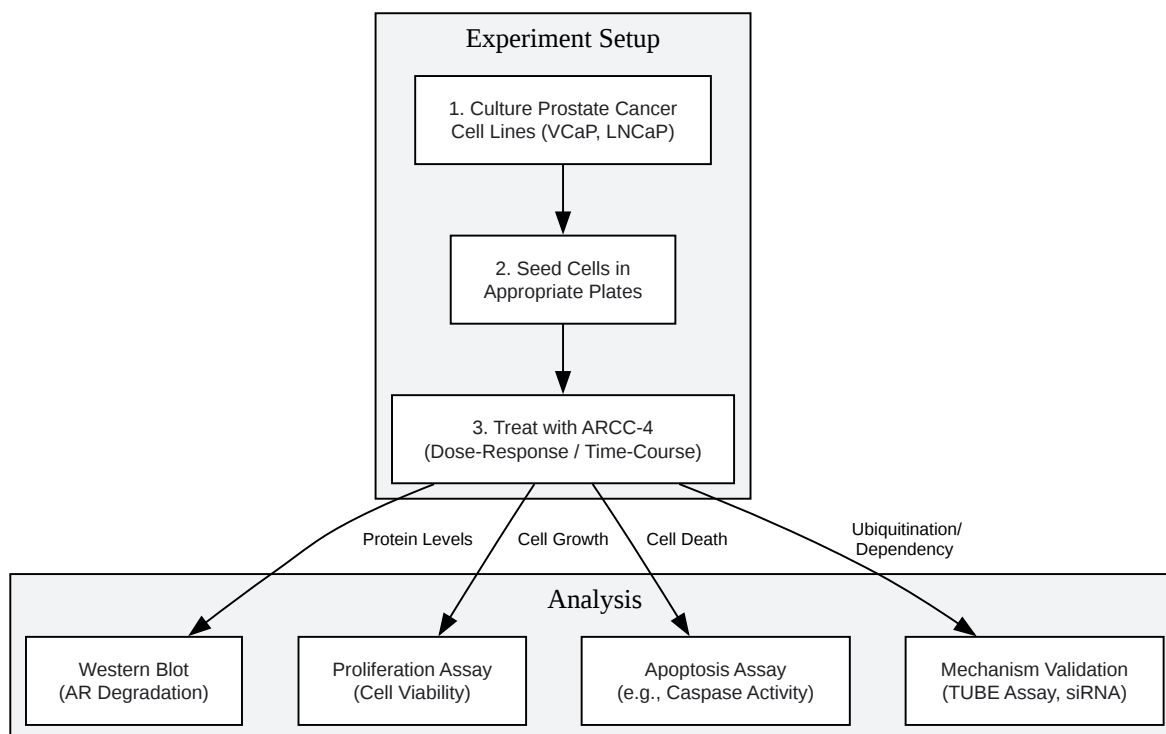 Experiment Setup
1. Culture Prostate Cancer
Cell Lines (VCaP, LNCaP)
2. Seed Cells in
Appropriate Plates
3. Treat with ARCC-4
(Dose-Response / Time-Course)
Protein Levels
Cell Growth
Cell Death
Ubiquitination/
Dependency
Analysis
Western Blot
(AR Degradation)
Proliferation Assay
(Cell Viability)
Apoptosis Assay
(e.g., Caspase Activity)
Mechanism Validation
(TUBE Assay, siRNA)